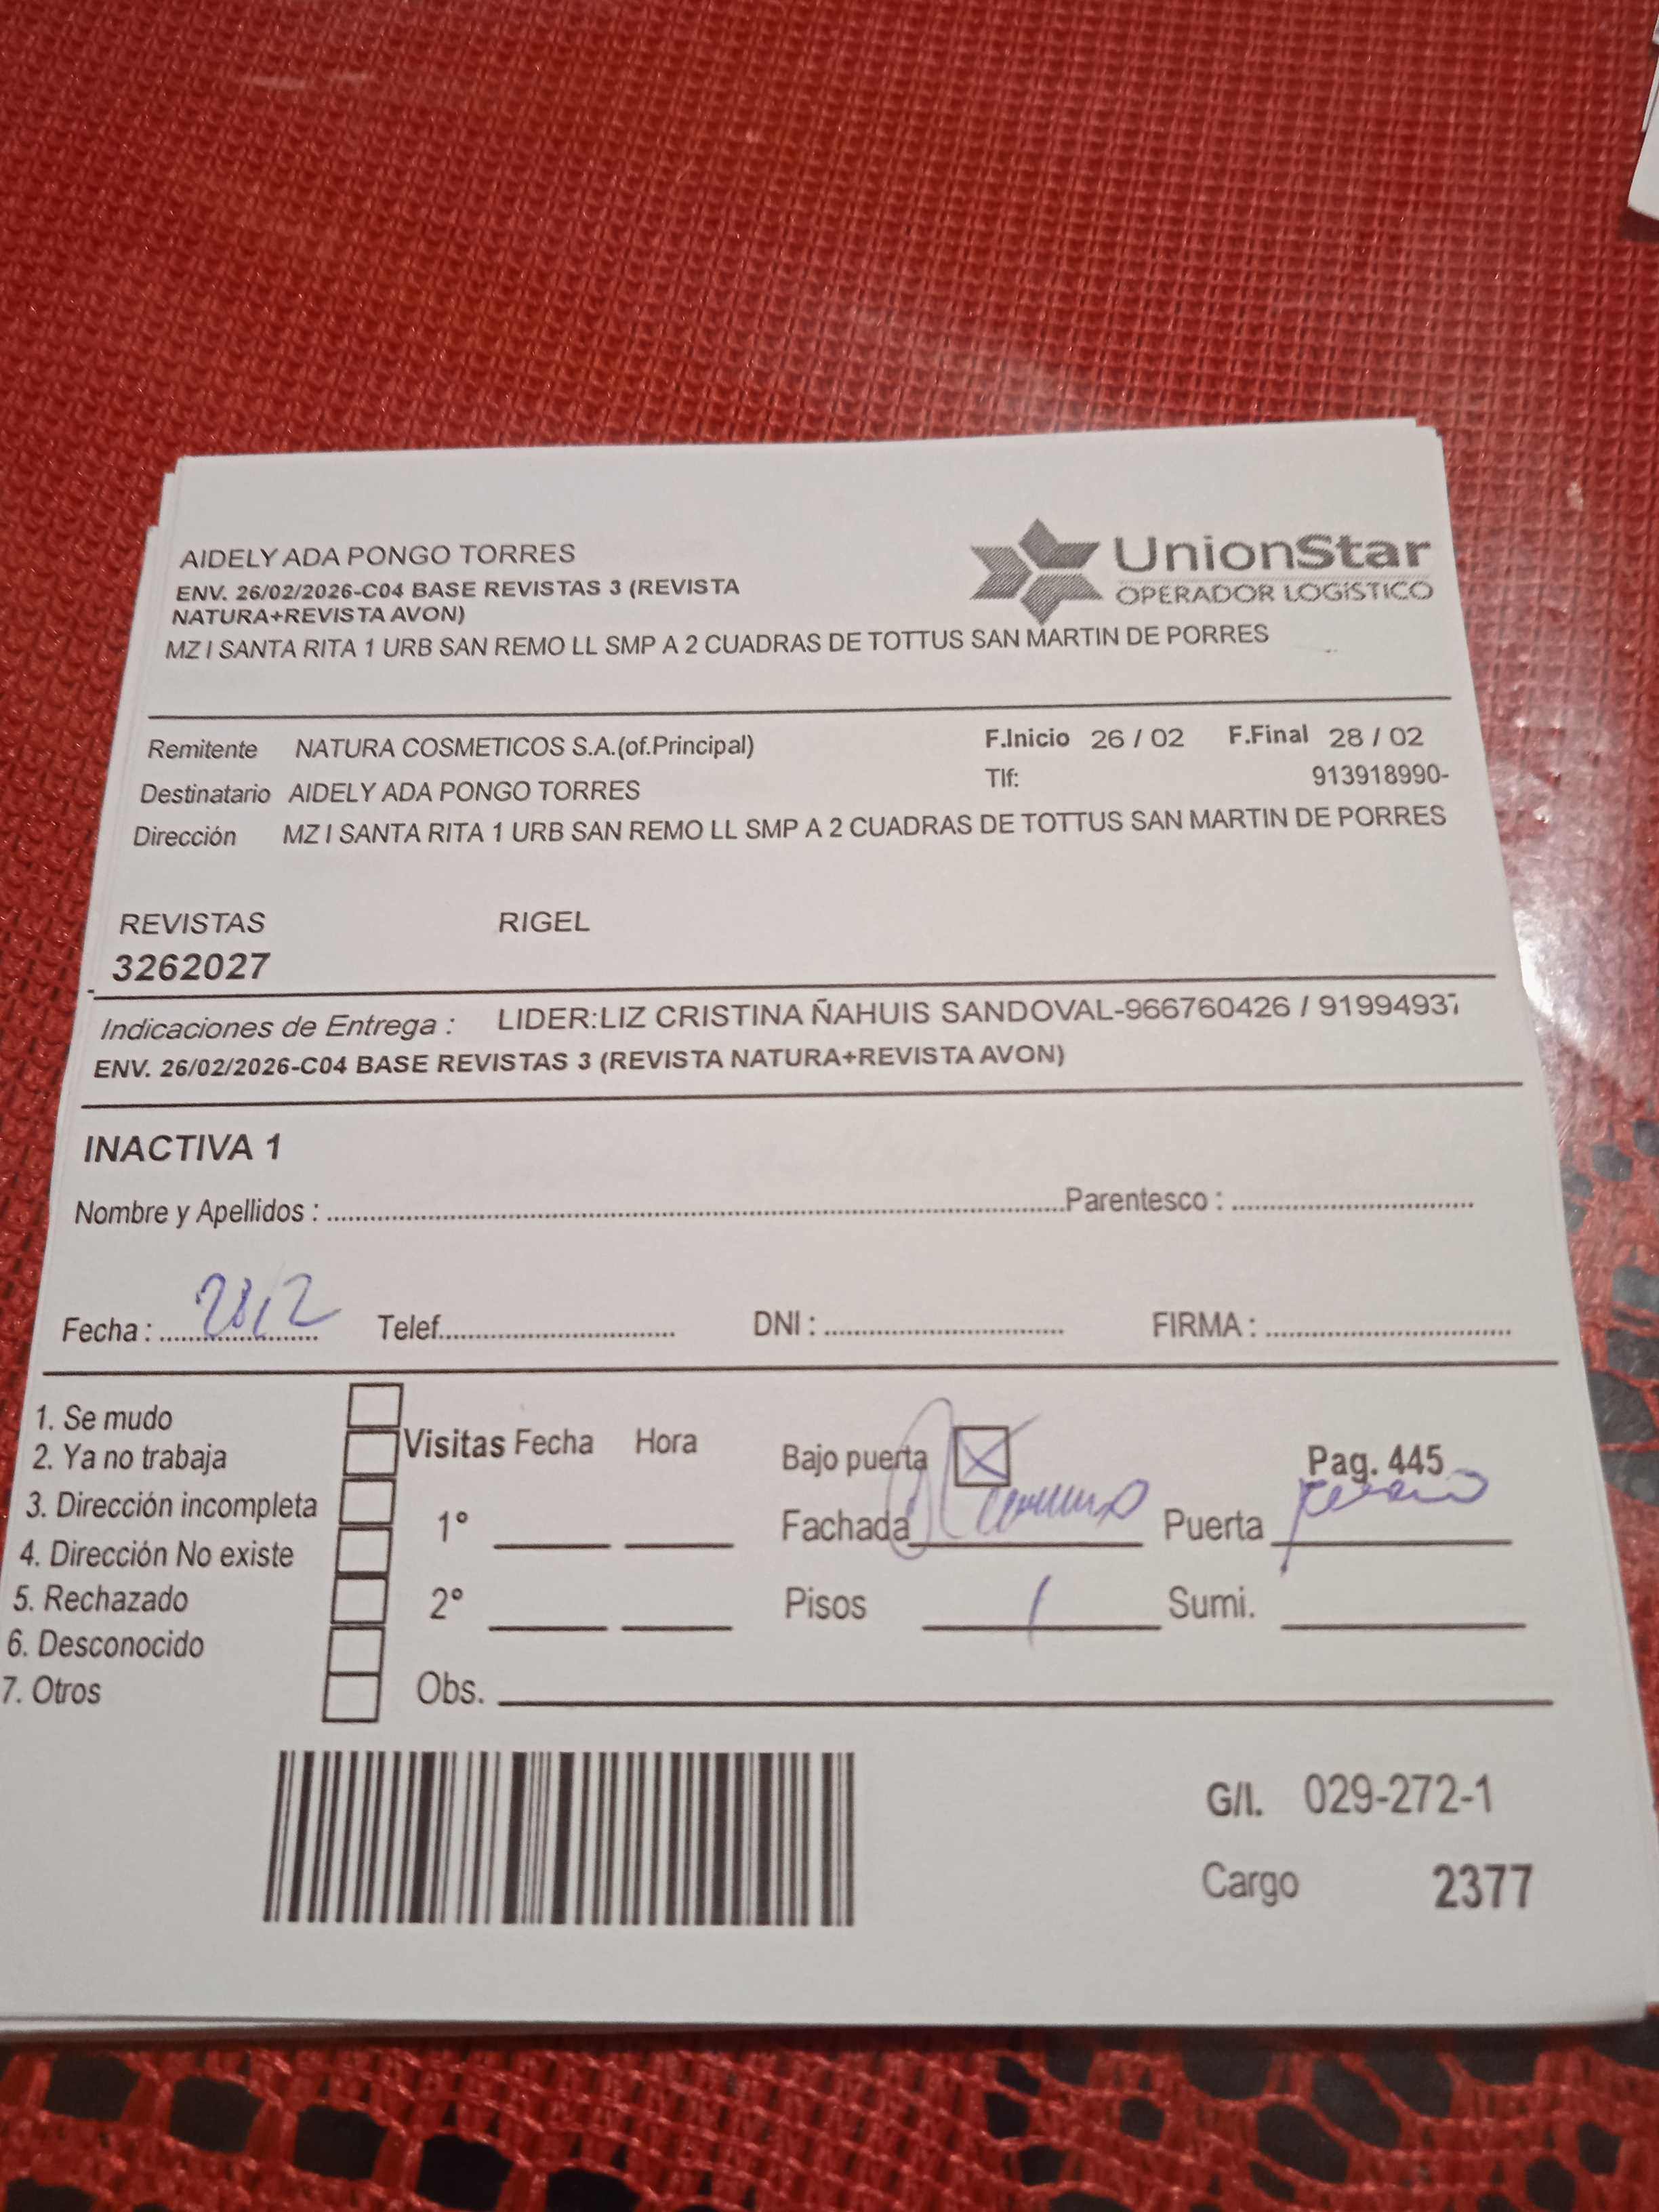 AIDELY ADA PONGO TORRES
ENV. 26/02/2026-C04 BASE REVISTAS 3 (REVISTA
NATURA+REVISTA AVON)
UnionStar
OPERADOR LOGíSTICO
MZ I SANTA RITA 1 URB SAN REMO LL SMP A 2 CUADRAS DE TOTTUS SAN MARTIN DE PORRES
Remitente NATURA COSMETICOS S.A.(of.Principal) F.Inicio 26 / 02 F.Final 28 / 02
Destinatario AIDELY ADA PONGO TORRES Tlf: 913918990-
Dirección MZ I SANTA RITA 1 URB SAN REMO LL SMP A 2 CUADRAS DE TOTTUS SAN MARTIN DE PORRES
REVISTAS RIGEL
3262027
Indicaciones de Entrega : LIDER:LIZ CRISTINA ÑAHUIS SANDOVAL-966760426 / 9199493
ENV. 26/02/2026-C04 BASE REVISTAS 3 (REVISTA NATURA+REVISTA AVON)
INACTIVA 1
Nombre y Apellidos : Parentesco :
Fecha : 28/2 Telef. DNI : FIRMA :
1. Se mudo
2. Ya no trabaja
3. Dirección incompleta
4. Dirección No existe
5. Rechazado
6. Desconocido
7. Otros
Visitas Fecha Hora
1°
2°
Obs.
Bajo puerta X Pag. 445
Fachada Puerta
Pisos 1 Sumi.
G/I. 029-272-1
Cargo 2377